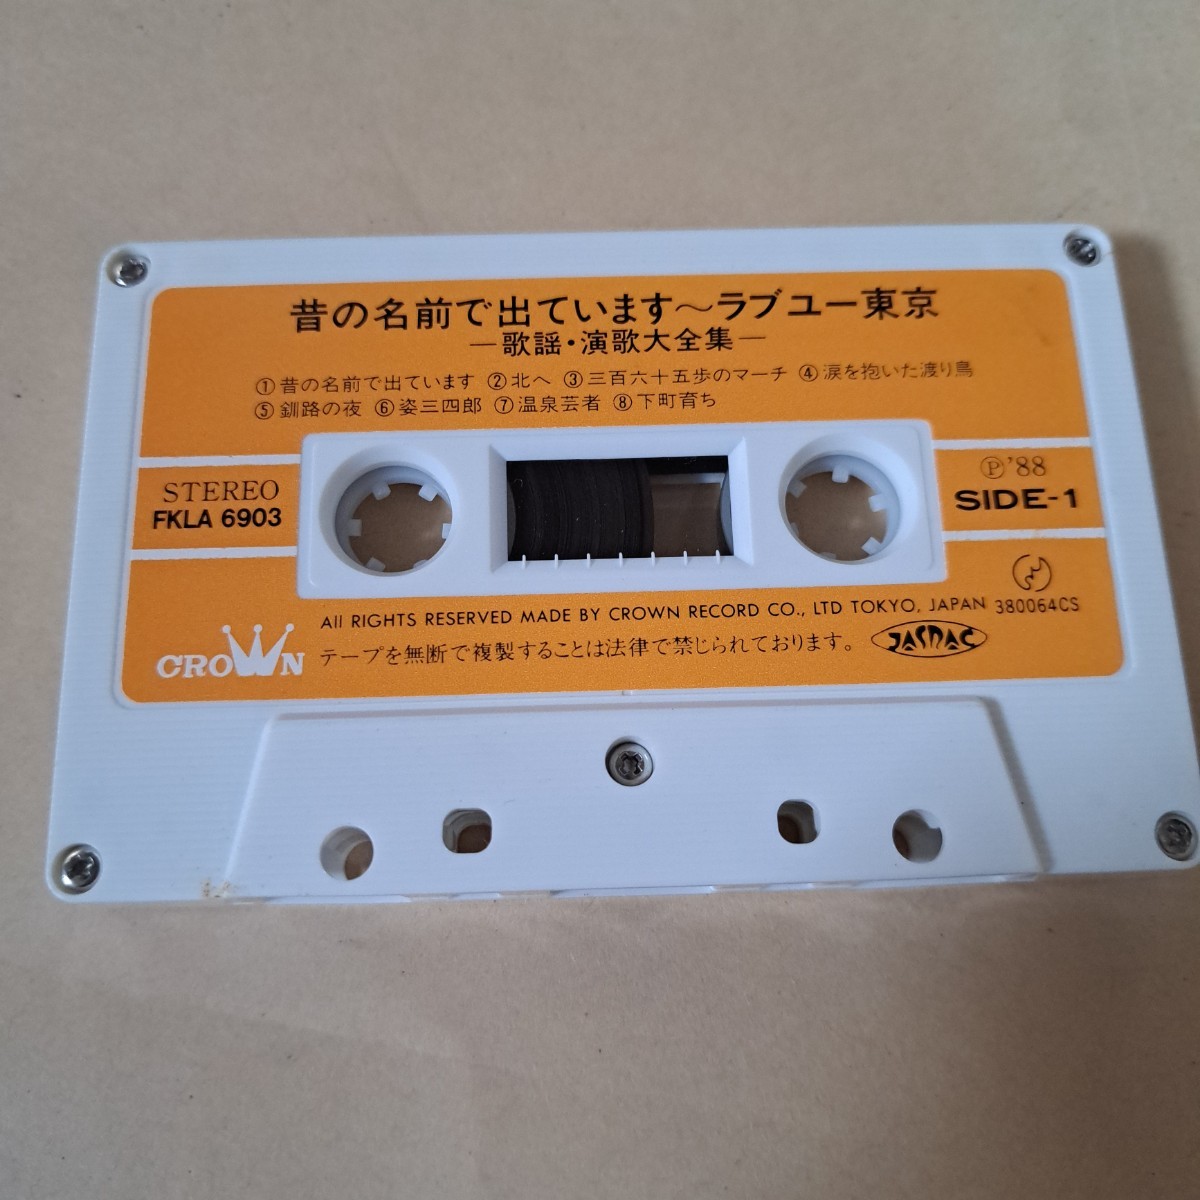 昔の名前で出ています〜ラブユー東京
―歌謡・演歌大全集―
①昔の名前で出ています ②北へ ③三百六十五歩のマーチ ④涙を抱いた渡り鳥
⑤釧路の夜 ⑥姿三四郎 ⑦温泉芸者 ⑧下町育ち
STEREO
FKLA 6903
Ⓟ'88
SIDE-1
All RIGHTS RESERVED MADE BY CROWN RECORD CO., LTD TOKYO, JAPAN
380064CS
CROWN
テープを無断で複製することは法律で禁じられております。
JASRAC